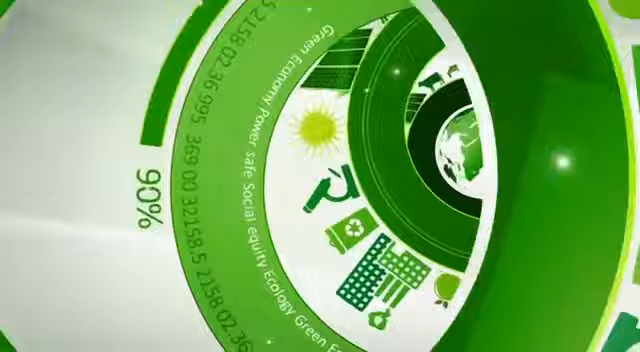 5 2158 02 36 995 369 00 32158.5 2158 02.36
Green Economy Power safe Social equity Ecology Green E
90%